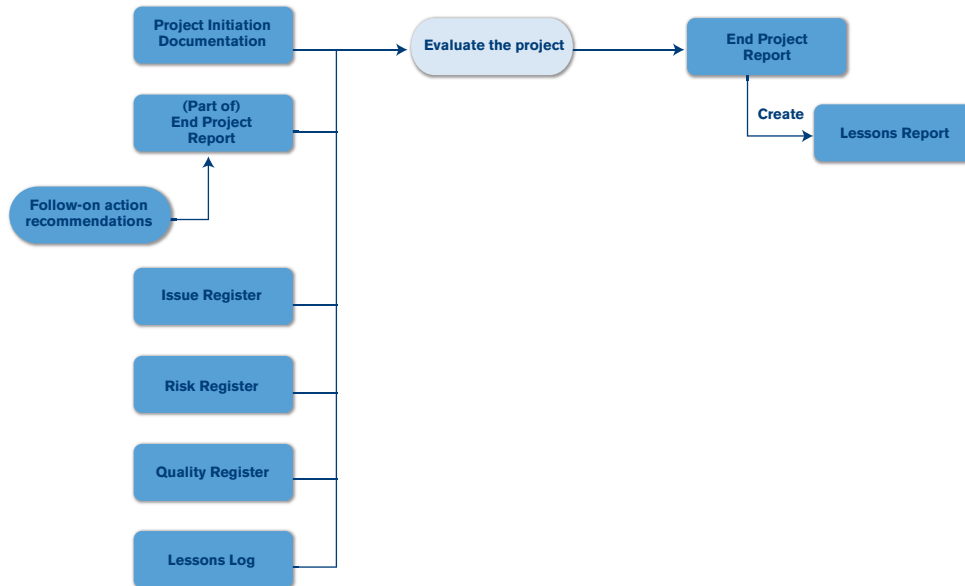 Project Initiation
Documentation
Evaluate the project
End Project
Report
(Part of)
End Project
Report
Create
Lessons Report
Follow-on action
recommendations
Issue Register
Risk Register
Quality Register
Lessons Log